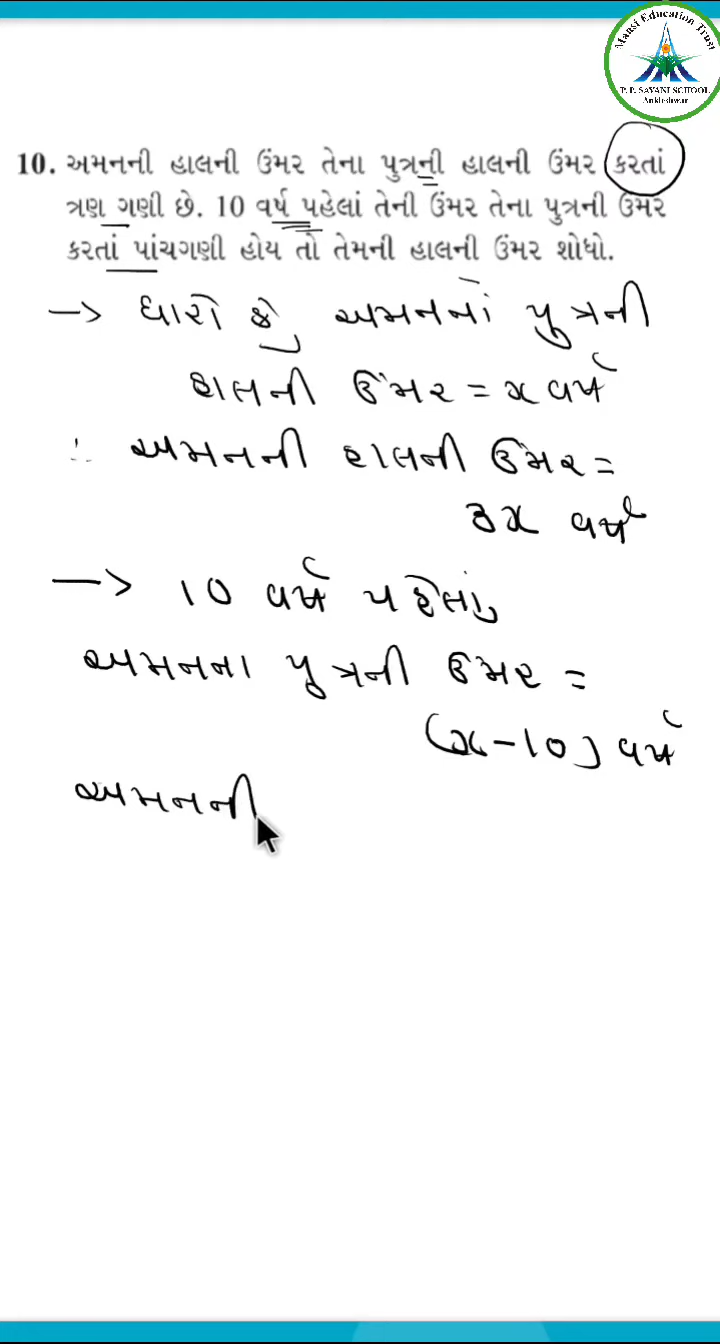 Mansi Education Trust
P. P. SAVANI SCHOOL
Ankleshwar
10. અમનની હાલની ઉંમર તેના પુત્રની હાલની ઉંમર કરતાં
ત્રણ ગણી છે. 10 વર્ષ પહેલાં તેની ઉંમર તેના પુત્રની ઉંમર
કરતાં પાંચગણી હોય તો તેમની હાલની ઉંમર શોધો.
→ ધારો કે અમનનાં પુત્રની
હાલની ઉંમર = x વર્ષ
∴ અમનની હાલની ઉંમર =
3x વર્ષ
→ 10 વર્ષ પહેલાં,
અમનના પુત્રની ઉંમર =
(x-10) વર્ષ
અમનની